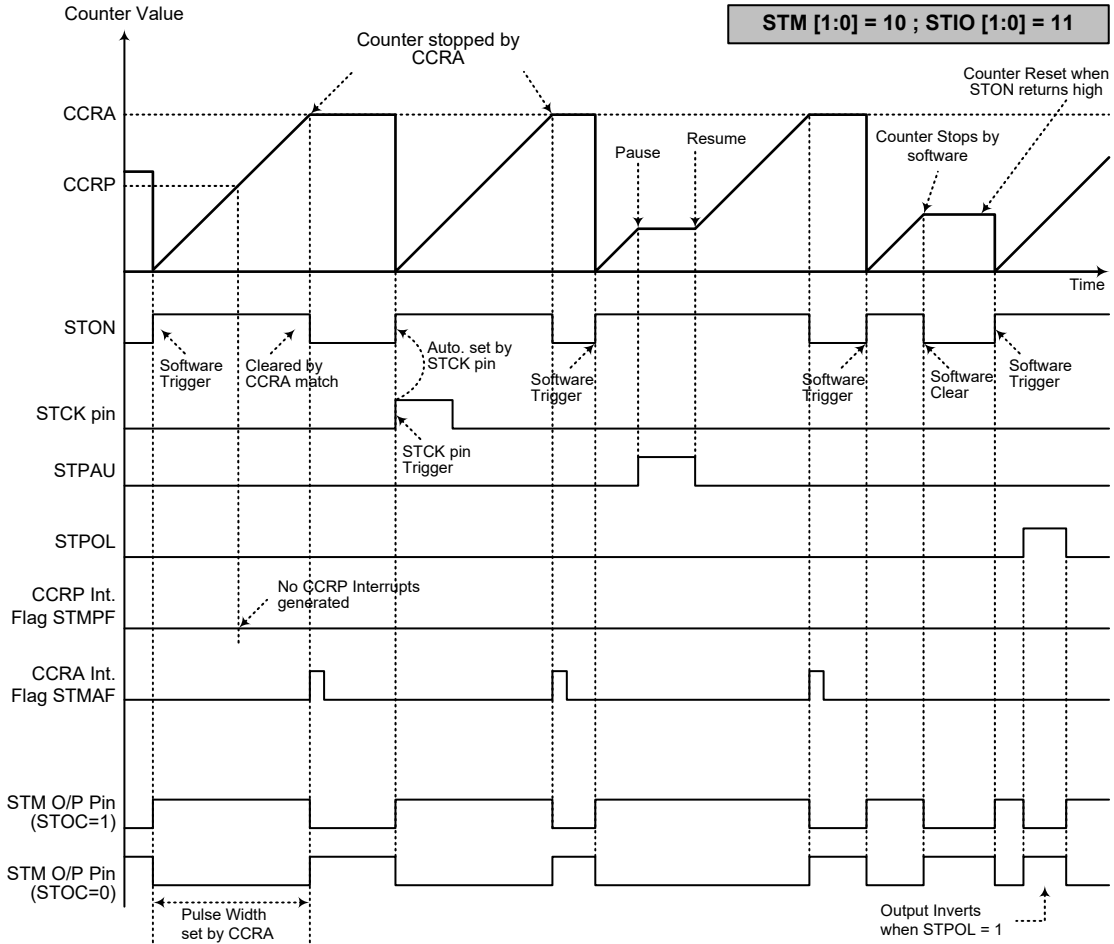 Counter Value
STM [1:0] = 10 ; STIO [1:0] = 11
Counter stopped by
CCRA
Counter Reset when
STON returns high
CCRA
Pause
Resume
Counter Stops by
software
CCRP
Time
STON
Software
Trigger
Cleared by
CCRA match
Auto. set by
STCK pin
Software
Trigger
Software
Trigger
Software
Clear
Software
Trigger
STCK pin
STCK pin
Trigger
STPAU
STPOL
CCRP Int.
Flag STMPF
No CCRP Interrupts
generated
CCRA Int.
Flag STMAF
STM O/P Pin
(STOC=1)
STM O/P Pin
(STOC=0)
Pulse Width
set by CCRA
Output Inverts
when STPOL = 1